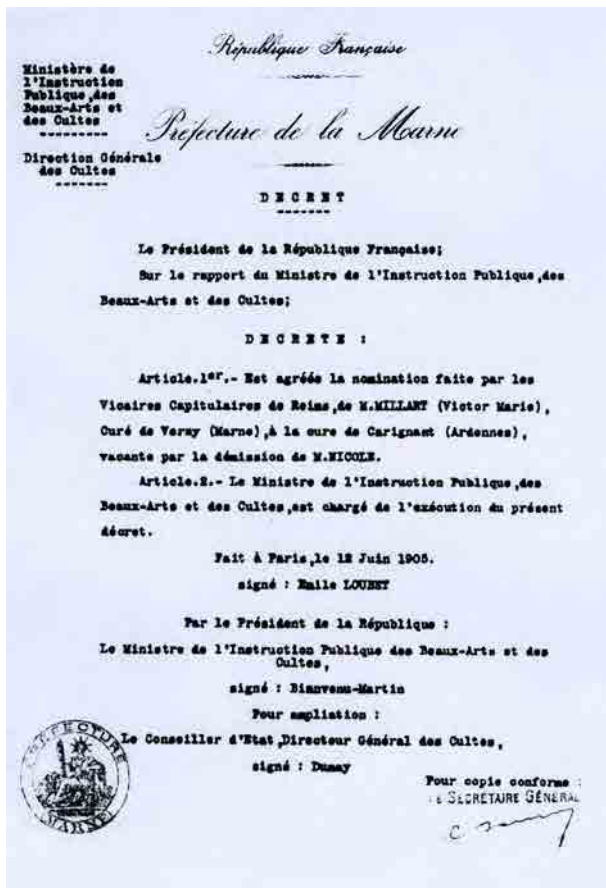 République Française
Ministère de
l'Instruction
Publique,des
Beaux-Arts et
des Cultes
---------
Préfecture de la Marne
Direction Générale
des Cultes
-------
D E C R E T
-------
Le Président de la République Française;
Sur le rapport du Ministre de l'Instruction Publique,des
Beaux-Arts et des Cultes;
D E C R E T E :
Article.1er.- Est agréée la nomination faite par les
Vicaires Capitulaires de Reims,de M.MILLART (Victor Marie),
Curé de Verzy (Marne),à la cure de Carignant (Ardennes),
vacante par la démission de M.NICOLE.
Article.2.- Le Ministre de l'Instruction Publique,des
Beaux-Arts et des Cultes,est chargé de l'exécution du présent
décret.
Fait à Paris,le 12 Juin 1905.
signé : Emile LOUBET
Par le Président de la République :
Le Ministre de l'Instruction Publique des Beaux-Arts et des
Cultes,
signé : Bienvenu-Martin
Pour ampliation :
Le Conseiller d'Etat,Directeur Général des Cultes,
signé : Dumay
PREFECTURE
MARNE
Pour copie conforme :
LE SECRÉTAIRE GÉNÉRAL